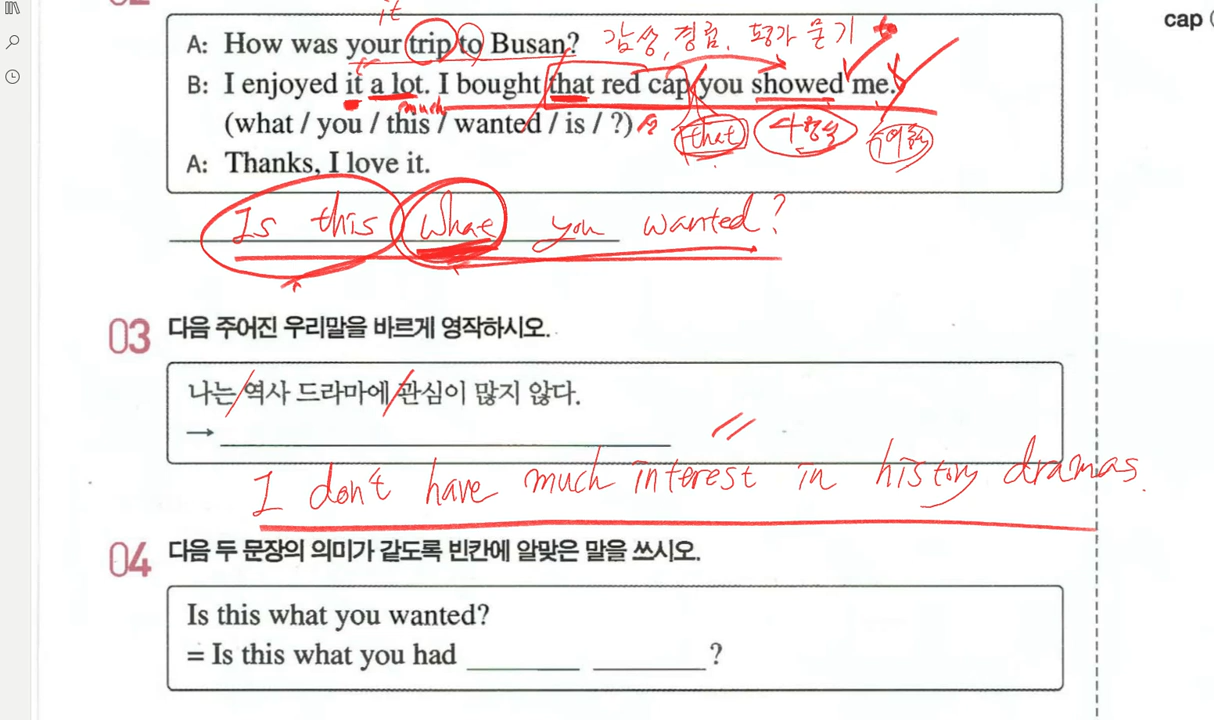 it
A: How was your trip to Busan? 감상, 경험, 평가 묻기
B: I enjoyed it a lot. I bought that red cap you showed me.
much
(what / you / this / wanted / is / ?)
that 수여동사
A: Thanks, I love it.
Is this what you wanted?
03 다음 주어진 우리말을 바르게 영작하시오.
나는 역사 드라마에 관심이 많지 않다.
→
I don't have much interest in history dramas.
04 다음 두 문장의 의미가 같도록 빈칸에 알맞은 말을 쓰시오.
Is this what you wanted?
= Is this what you had ________ ________ ?
cap